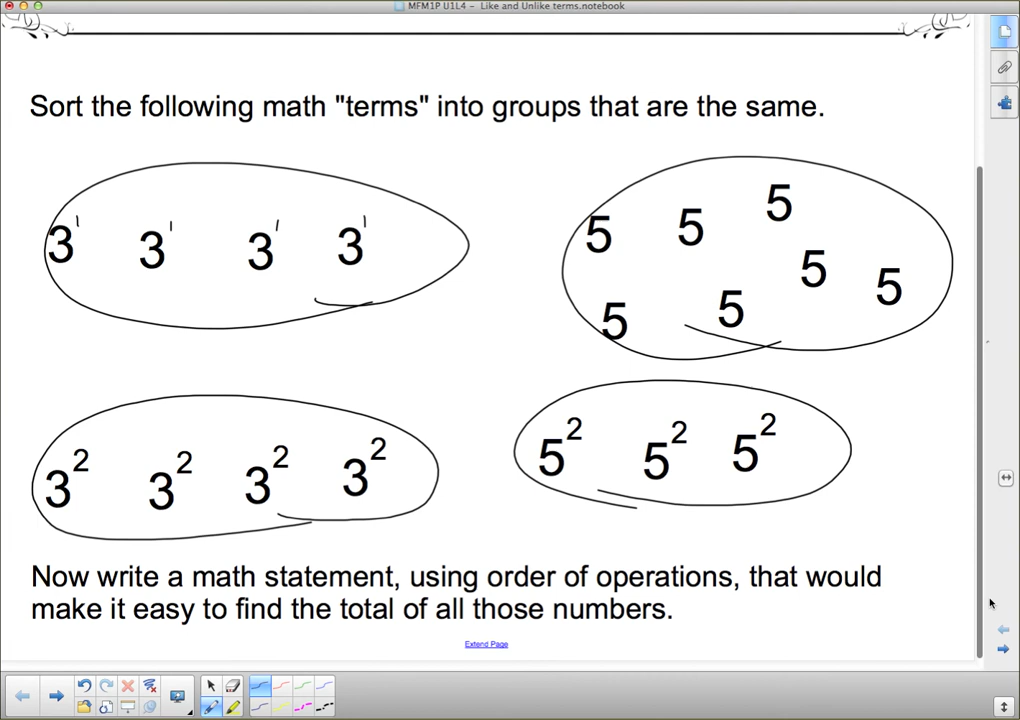 MFM1P U1L4 - Like and Unlike terms.notebook
Sort the following math "terms" into groups that are the same.
3¹ 3¹ 3¹ 3¹
5 5 5
5 5
5 5
3² 3² 3² 3²
5² 5² 5²
Now write a math statement, using order of operations, that would
make it easy to find the total of all those numbers.
Extend Page